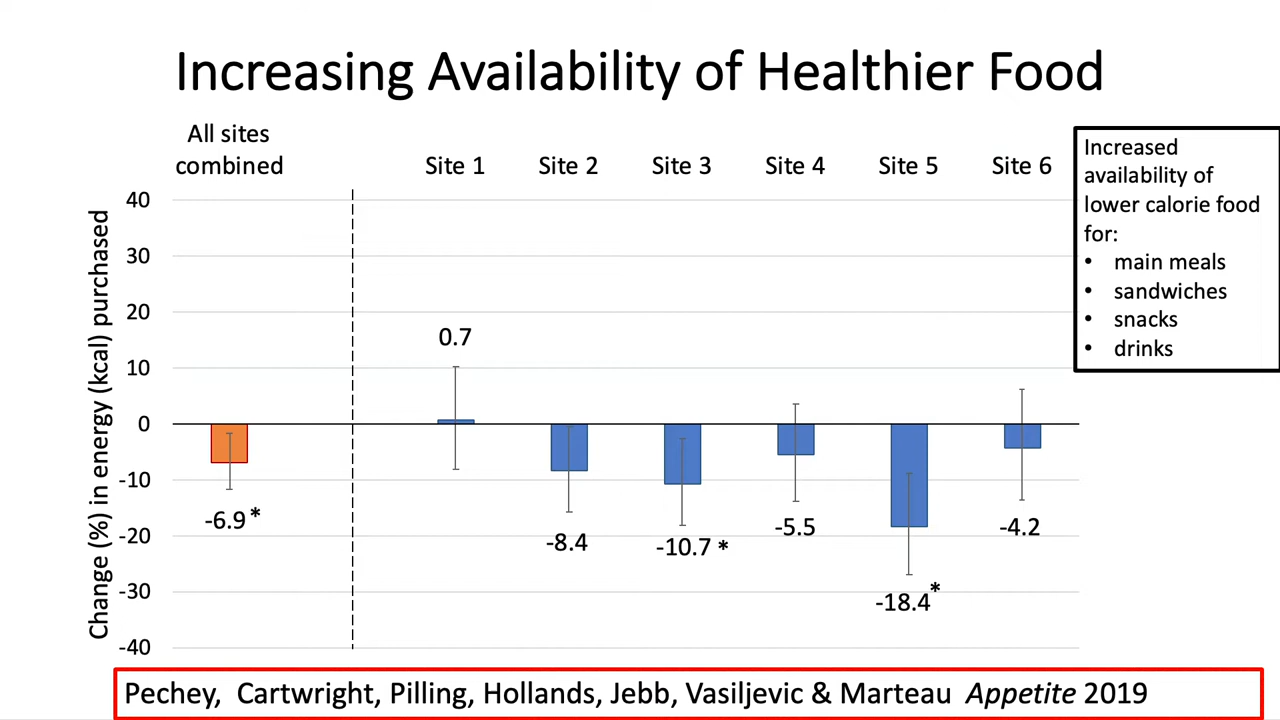 Increasing Availability of Healthier Food
All sites
combined
Site 1
Site 2
Site 3
Site 4
Site 5
Site 6
Increased
availability of
lower calorie food
for:
• main meals
• sandwiches
• snacks
• drinks
Change (%) in energy (kcal) purchased
40
30
20
10
0
-10
-20
-30
-40
-6.9 *
0.7
-8.4
-10.7 *
-5.5
-18.4 *
-4.2
Pechey, Cartwright, Pilling, Hollands, Jebb, Vasiljevic & Marteau Appetite 2019